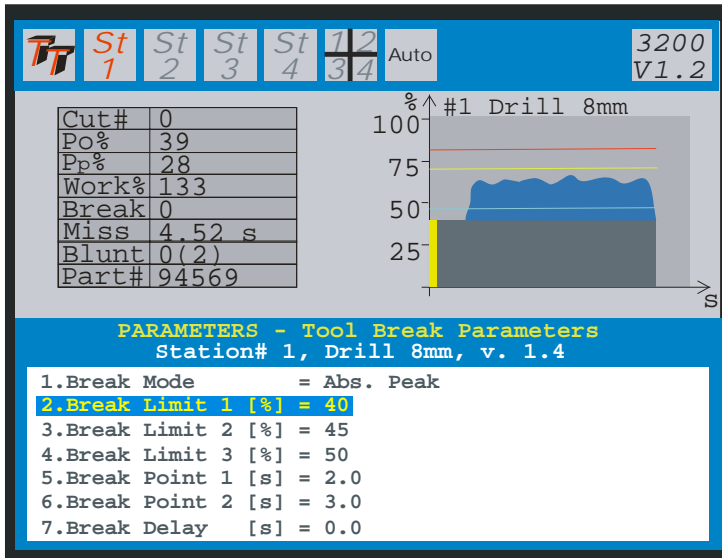 TT St 1 St 2 St 3 St 4 1 2 3 4 Auto 3200 V1.2
Cut# 0
Po% 39
Pp% 28
Work% 133
Break 0
Miss 4.52 s
Blunt 0(2)
Part# 94569
% #1 Drill 8mm
100
75
50
25
s
PARAMETERS - Tool Break Parameters
Station# 1, Drill 8mm, v. 1.4
1.Break Mode = Abs. Peak
2.Break Limit 1 [%] = 40
3.Break Limit 2 [%] = 45
4.Break Limit 3 [%] = 50
5.Break Point 1 [s] = 2.0
6.Break Point 2 [s] = 3.0
7.Break Delay [s] = 0.0